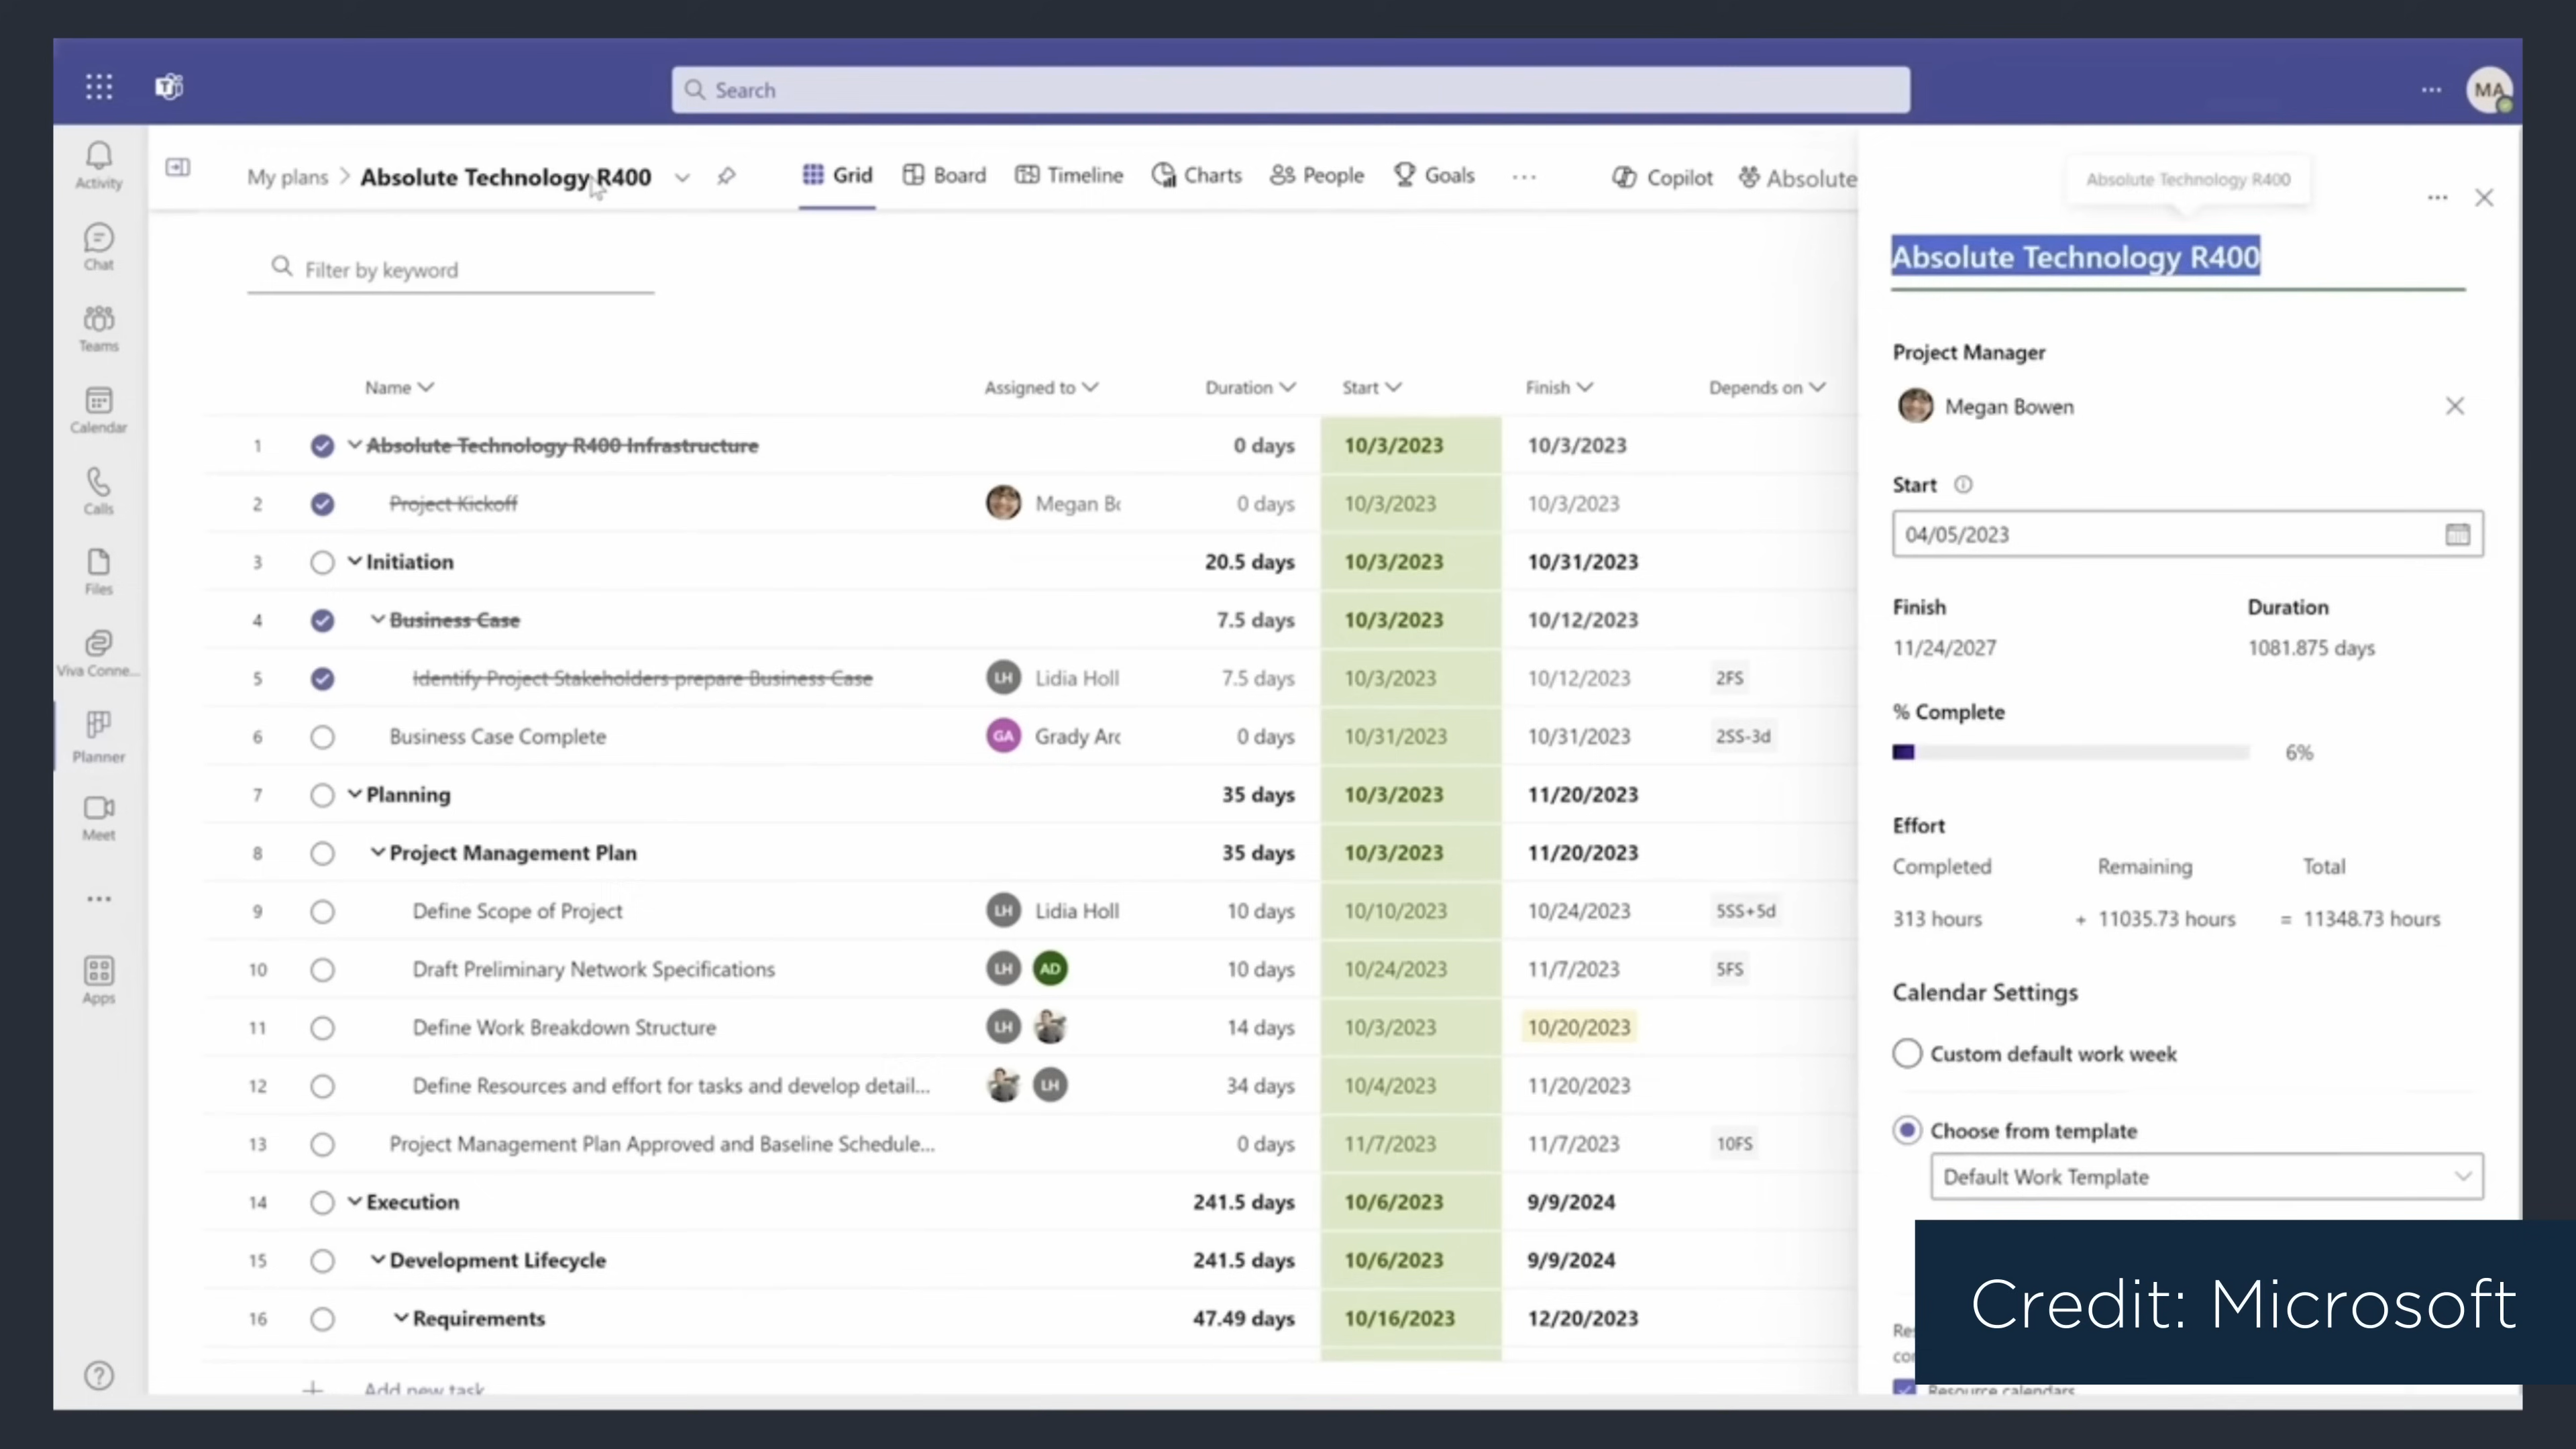 Search
MA
Activity
Chat
Teams
Calendar
Calls
Files
Viva Conne...
Planner
Meet
Apps
My plans > Absolute Technology R400
Grid Board Timeline Charts People Goals
Copilot Absolute
Filter by keyword
Name Assigned to Duration Start Finish Depends on
1 Absolute Technology R400 Infrastructure 0 days 10/3/2023 10/3/2023
2 Project Kickoff Megan Bo 0 days 10/3/2023 10/3/2023
3 Initiation 20.5 days 10/3/2023 10/31/2023
4 Business Case 7.5 days 10/3/2023 10/12/2023
5 Identify Project Stakeholders prepare Business Case LH Lidia Holl 7.5 days 10/3/2023 10/12/2023 2FS
6 Business Case Complete GA Grady Arc 0 days 10/31/2023 10/31/2023 2SS-3d
7 Planning 35 days 10/3/2023 11/20/2023
8 Project Management Plan 35 days 10/3/2023 11/20/2023
9 Define Scope of Project LH Lidia Holl 10 days 10/10/2023 10/24/2023 5SS+5d
10 Draft Preliminary Network Specifications LH AD 10 days 10/24/2023 11/7/2023 5FS
11 Define Work Breakdown Structure LH 14 days 10/3/2023 10/20/2023
12 Define Resources and effort for tasks and develop detail... LH 34 days 10/4/2023 11/20/2023
13 Project Management Plan Approved and Baseline Schedule... 0 days 11/7/2023 11/7/2023 10FS
14 Execution 241.5 days 10/6/2023 9/9/2024
15 Development Lifecycle 241.5 days 10/6/2023 9/9/2024
16 Requirements 47.49 days 10/16/2023 12/20/2023
Add new task
Absolute Technology R400
Absolute Technology R400
Project Manager
Megan Bowen
Start
04/05/2023
Finish Duration
11/24/2027 1081.875 days
% Complete
6%
Effort
Completed Remaining Total
313 hours + 11035.73 hours = 11348.73 hours
Calendar Settings
Custom default work week
Choose from template
Default Work Template
Resource calendars
Credit: Microsoft